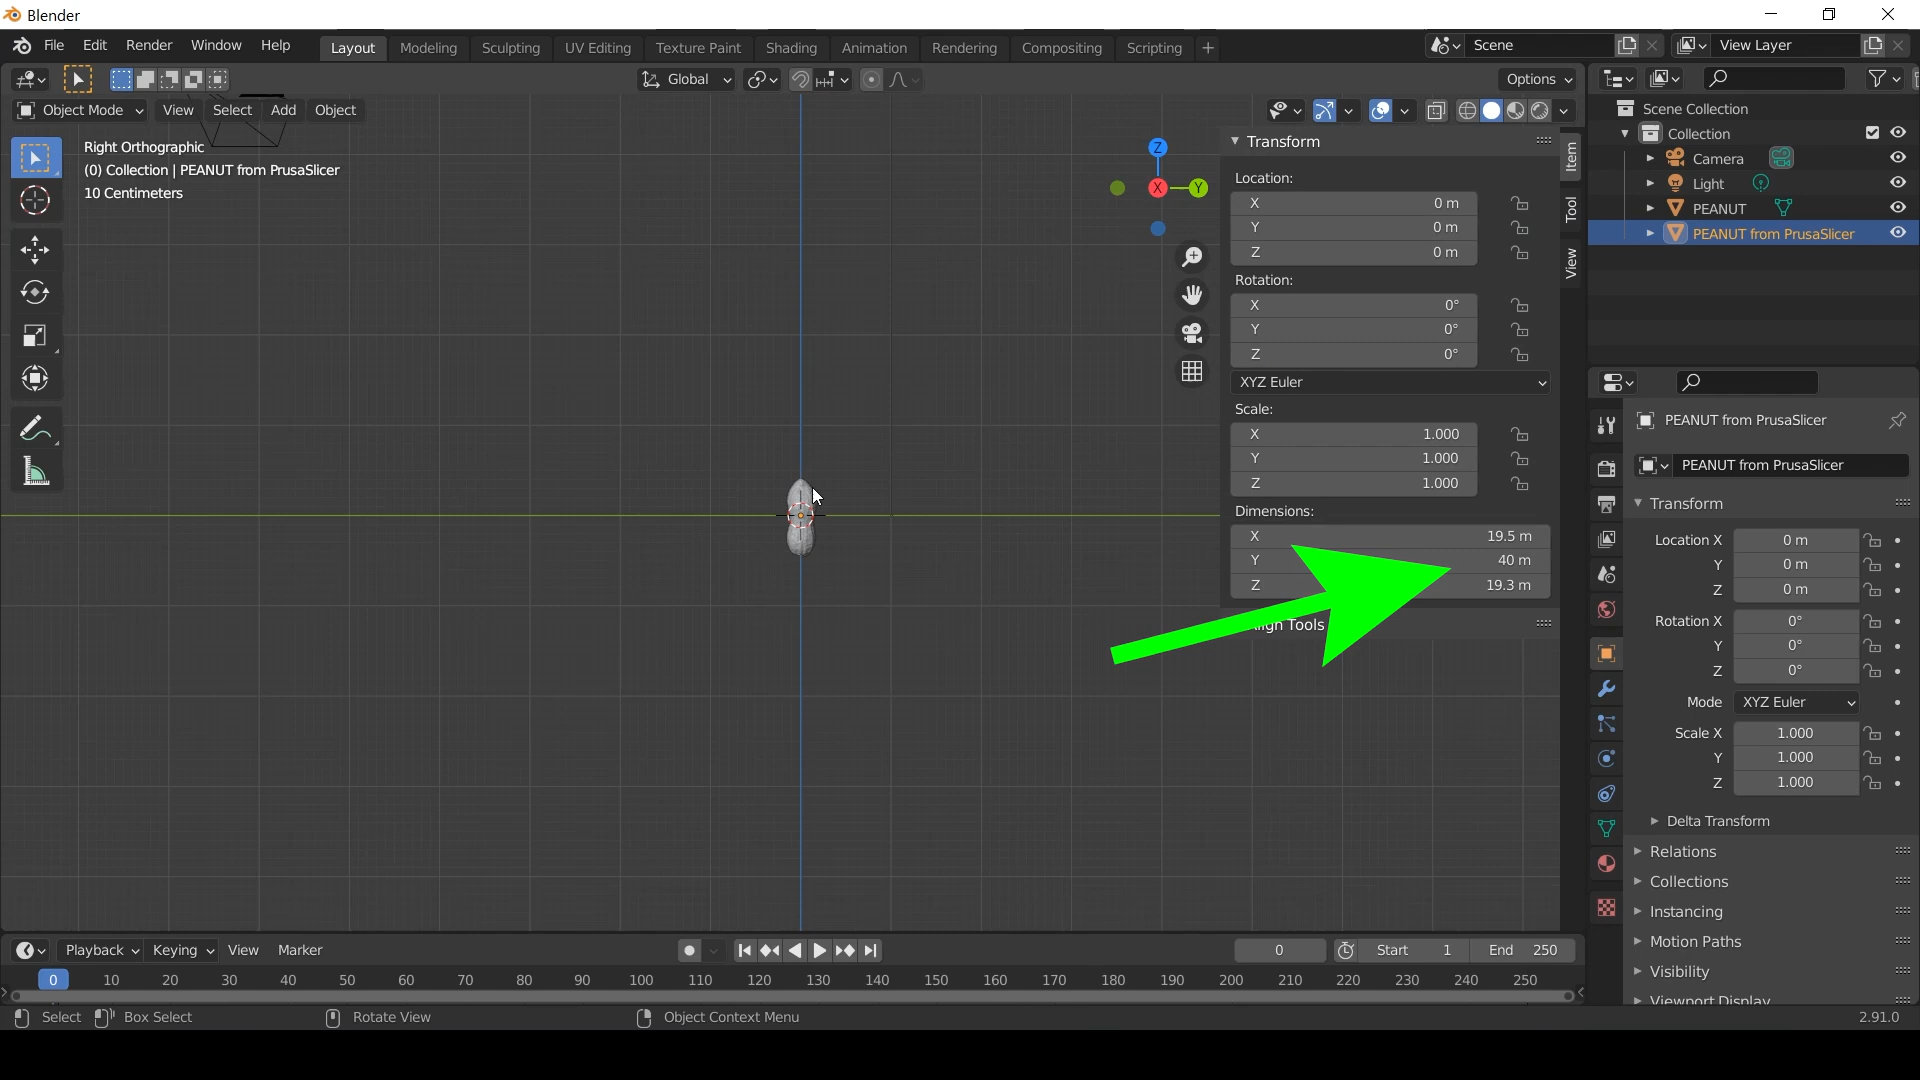 Blender
File Edit Render Window Help Layout Modeling Sculpting UV Editing Texture Paint Shading Animation Rendering Compositing Scripting + Scene View Layer
Global Options
Object Mode View Select Add Object
Right Orthographic
(0) Collection | PEANUT from PrusaSlicer
10 Centimeters
Z
X Y
Transform
Location:
X 0 m
Y 0 m
Z 0 m
Rotation:
X 0°
Y 0°
Z 0°
XYZ Euler
Scale:
X 1.000
Y 1.000
Z 1.000
Dimensions:
X 19.5 m
Y 40 m
Z 19.3 m
lign Tools
Item
Tool
View
Scene Collection
Collection
Camera
Light
PEANUT
PEANUT from PrusaSlicer
PEANUT from PrusaSlicer
PEANUT from PrusaSlicer
Transform
Location X 0 m
Y 0 m
Z 0 m
Rotation X 0°
Y 0°
Z 0°
Mode XYZ Euler
Scale X 1.000
Y 1.000
Z 1.000
Delta Transform
Relations
Collections
Instancing
Motion Paths
Visibility
Viewport Display
Playback Keying View Marker 0 Start 1 End 250
0 10 20 30 40 50 60 70 80 90 100 110 120 130 140 150 160 170 180 190 200 210 220 230 240 250
Select Box Select Rotate View Object Context Menu 2.91.0